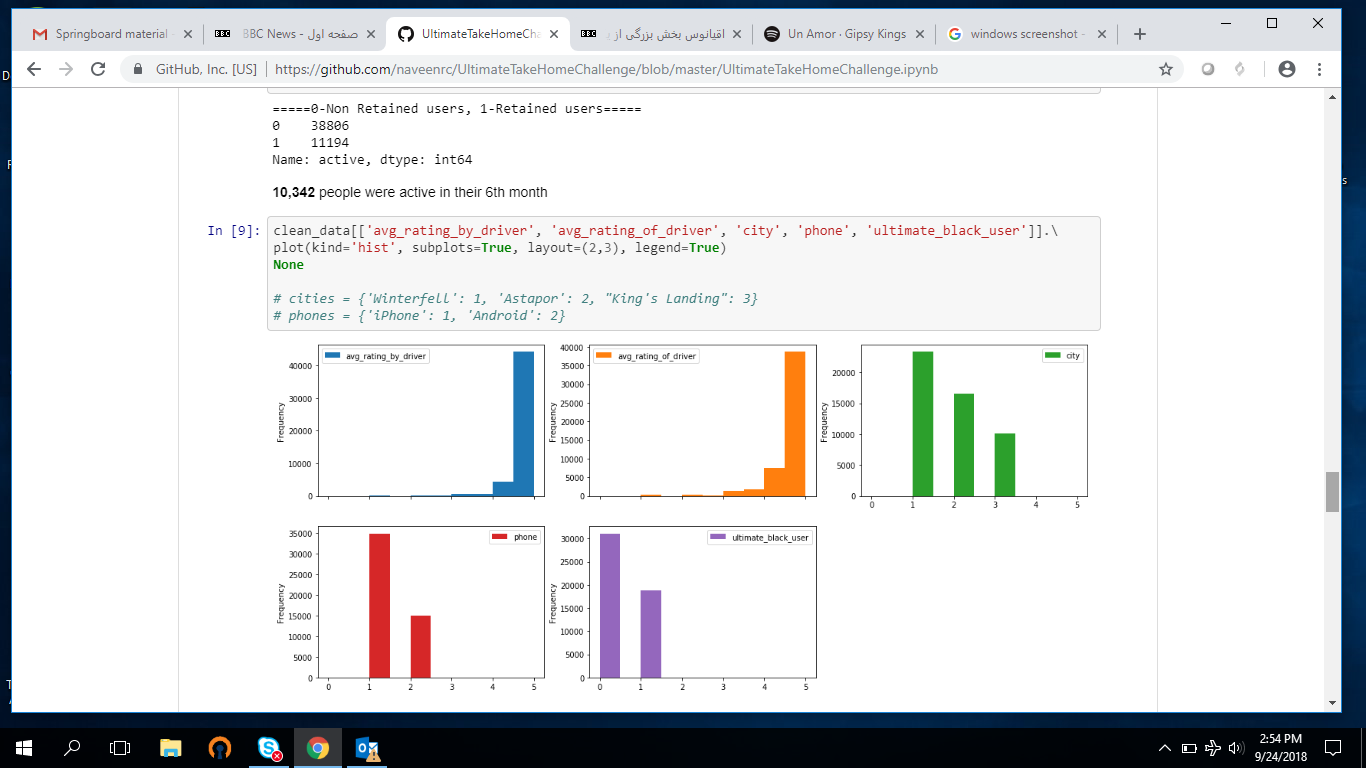 Springboard material -
BBC News - صفحه اول
UltimateTakeHomeCha
اقیانوس بخش بزرگی از
Un Amor · Gipsy Kings
windows screenshot -
GitHub, Inc. [US] | https://github.com/naveenrc/UltimateTakeHomeChallenge/blob/master/UltimateTakeHomeChallenge.ipynb
=====0-Non Retained users, 1-Retained users=====
0    38806
1    11194
Name: active, dtype: int64
10,342 people were active in their 6th month
In [9]:
clean_data[['avg_rating_by_driver', 'avg_rating_of_driver', 'city', 'phone', 'ultimate_black_user']].\
plot(kind='hist', subplots=True, layout=(2,3), legend=True)
None
# cities = {'Winterfell': 1, 'Astapor': 2, "King's Landing": 3}
# phones = {'iPhone': 1, 'Android': 2}
avg_rating_by_driver
Frequency
40000
30000
20000
10000
0
avg_rating_of_driver
Frequency
40000
35000
30000
25000
20000
15000
10000
5000
0
city
Frequency
20000
15000
10000
5000
0
0 1 2 3 4 5
phone
Frequency
35000
30000
25000
20000
15000
10000
5000
0
0 1 2 3 4 5
ultimate_black_user
Frequency
30000
25000
20000
15000
10000
5000
0
0 1 2 3 4 5
2:54 PM
9/24/2018